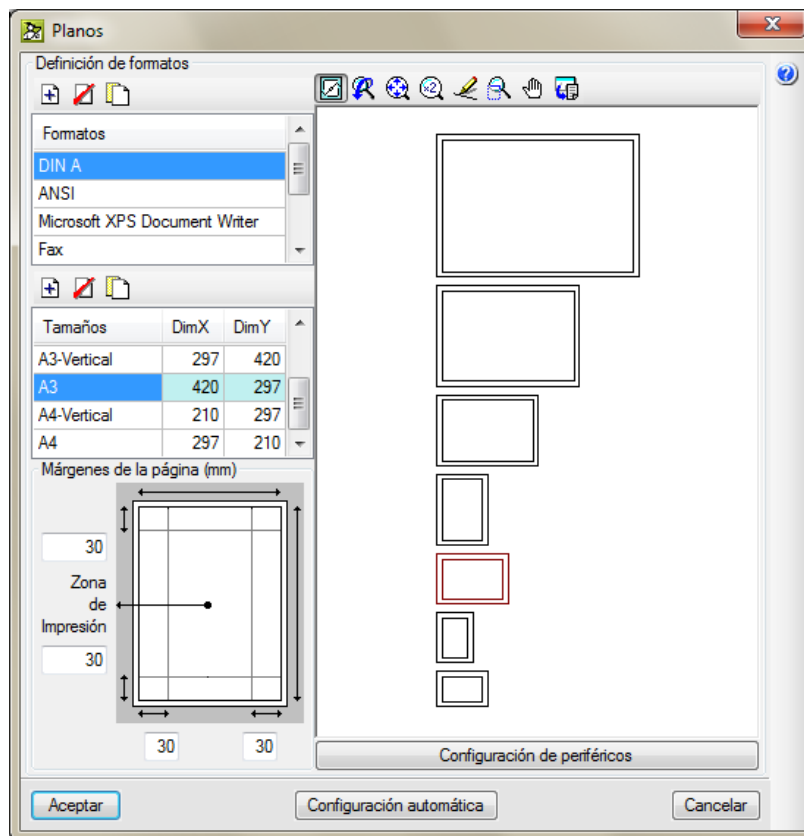 Planos
Definición de formatos
x2
Formatos
DIN A
ANSI
Microsoft XPS Document Writer
Fax
Tamaños DimX DimY
A3-Vertical 297 420
A3 420 297
A4-Vertical 210 297
A4 297 210
Márgenes de la página (mm)
30
Zona
de
Impresión
30
30 30
Configuración de periféricos
Aceptar Configuración automática Cancelar